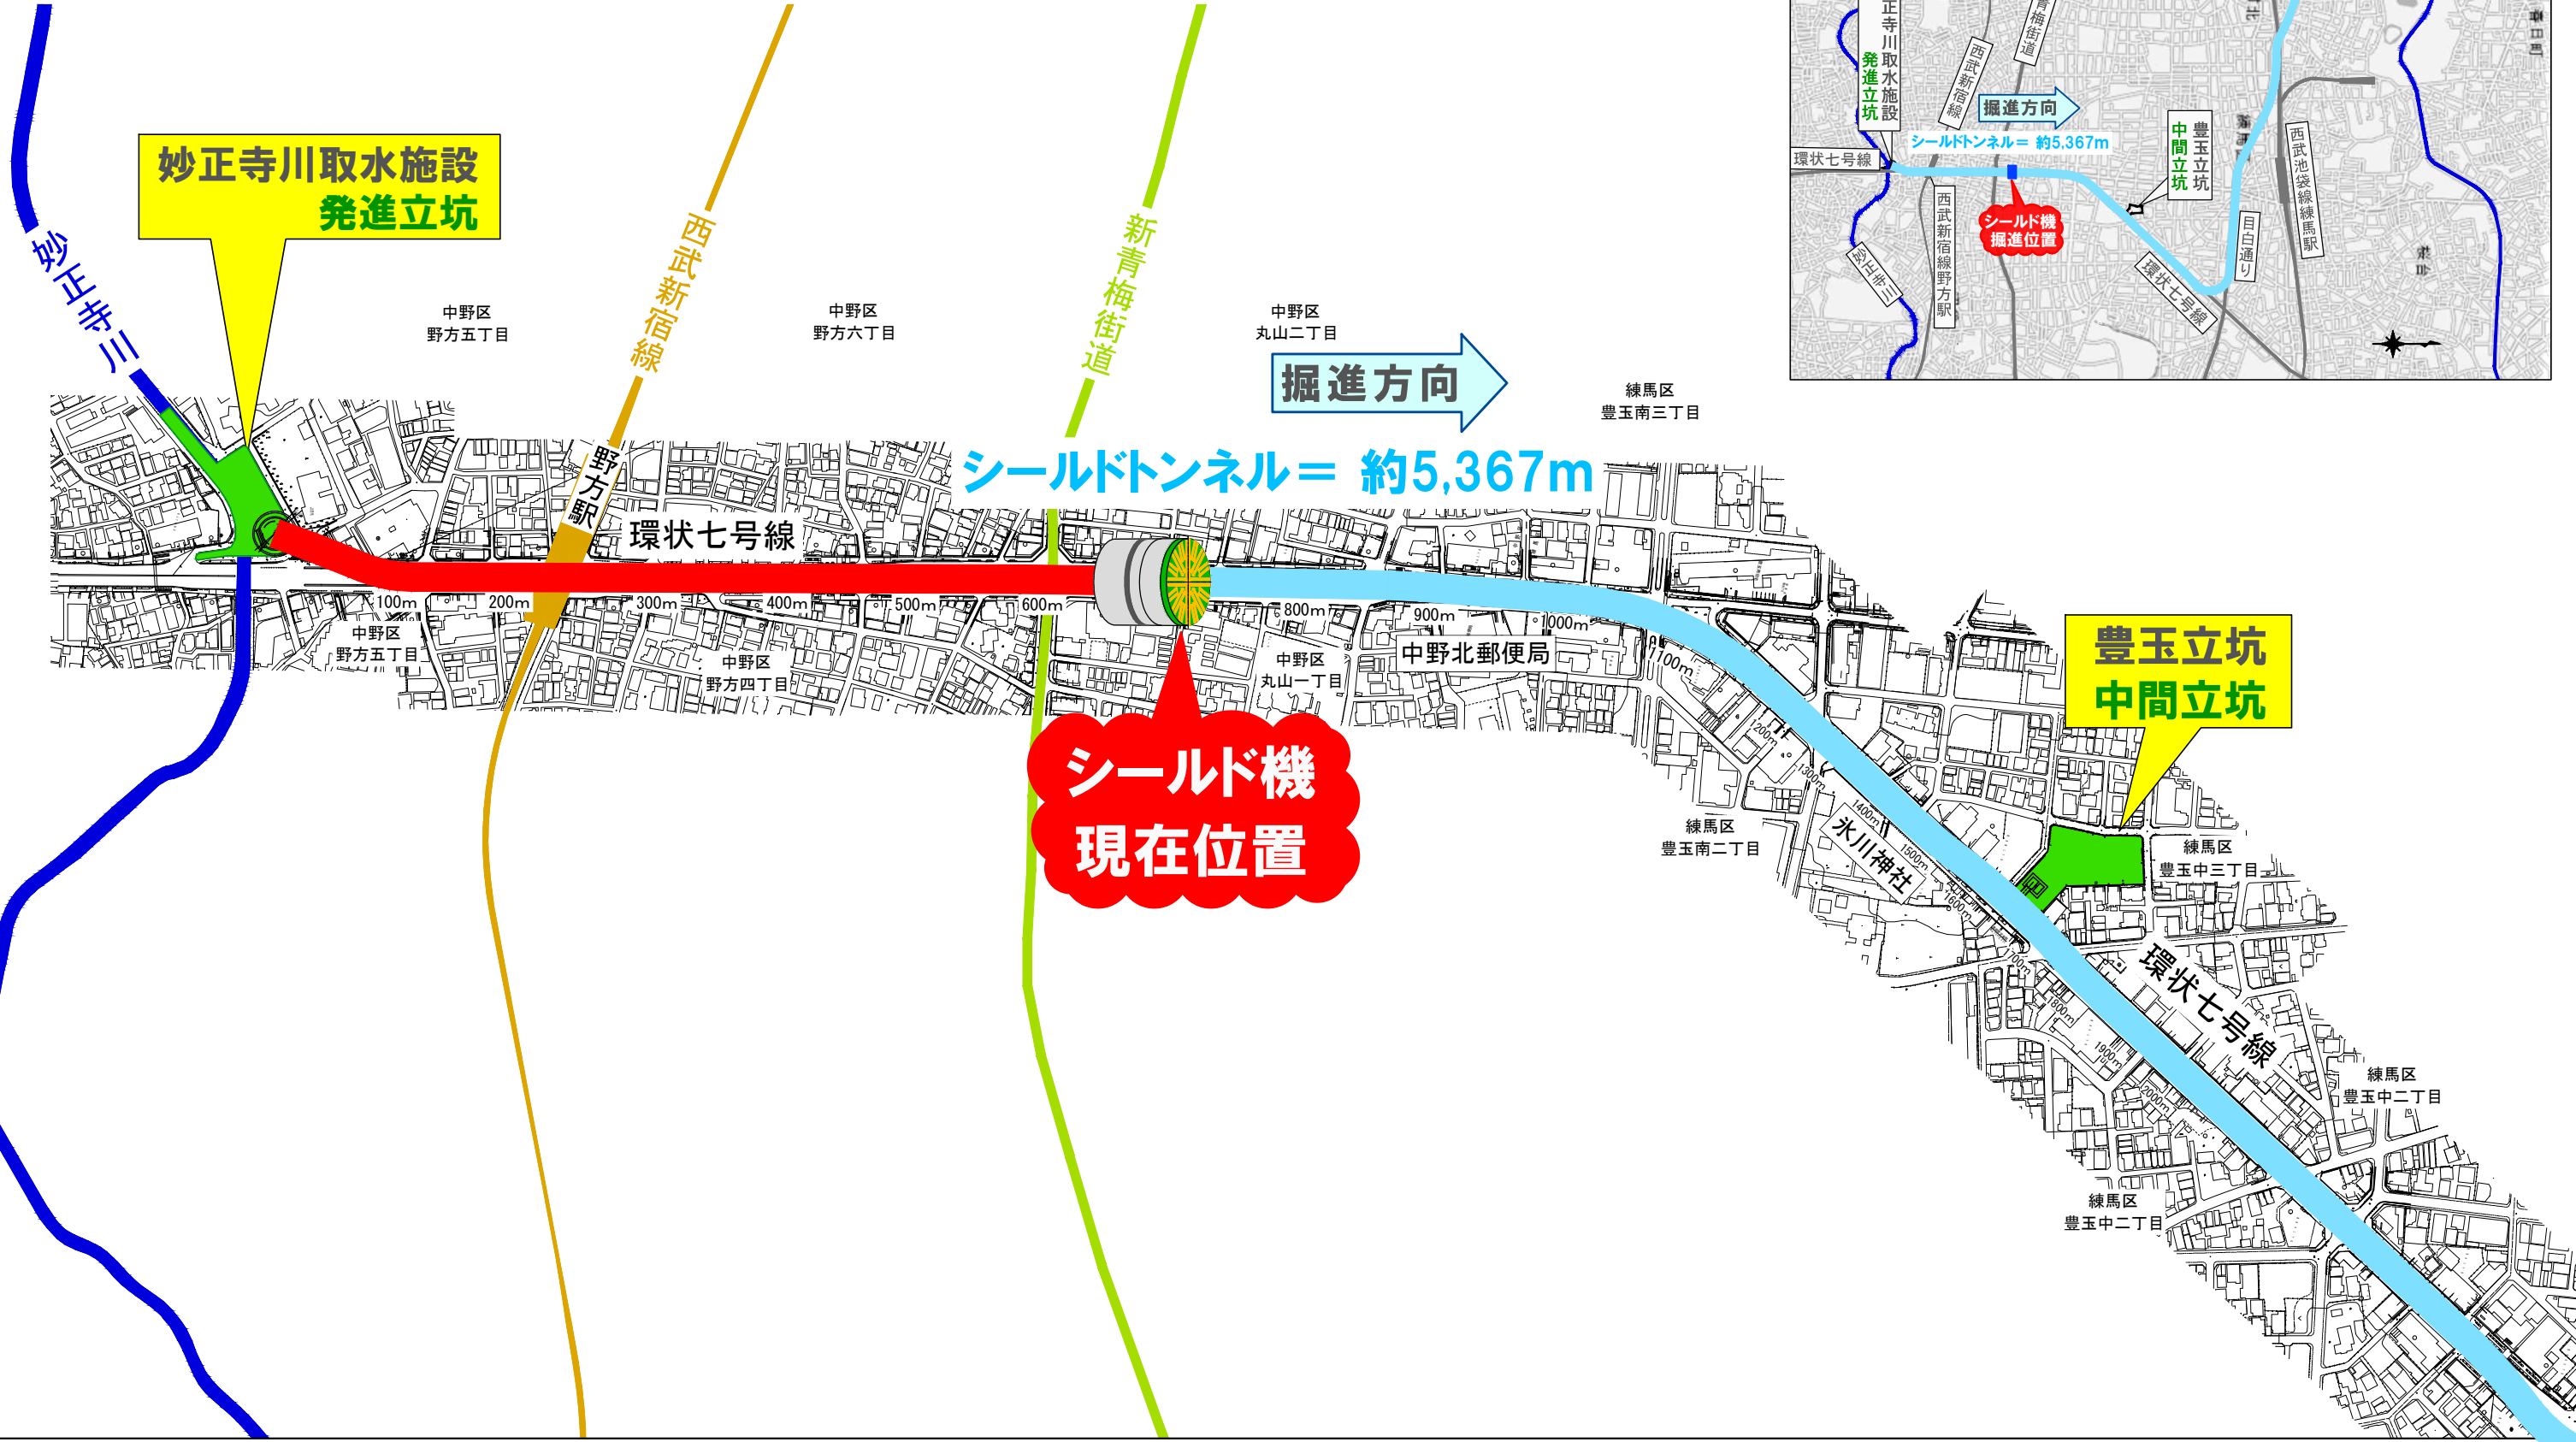 妙正寺川取水施設
発進立坑
妙正寺川
西武新宿線
新青梅街道
中野区
野方五丁目
中野区
野方六丁目
中野区
丸山二丁目
掘進方向
練馬区
豊玉南三丁目
シールドトンネル＝ 約5,367m
野方駅
環状七号線
100m
200m
300m
400m
500m
600m
800m
900m
1000m
1100m
1200m
1300m
1400m
1500m
1600m
1700m
1800m
1900m
2000m
中野区
野方五丁目
中野区
野方四丁目
中野区
丸山一丁目
中野北郵便局
シールド機
現在位置
豊玉立坑
中間立坑
練馬区
豊玉南二丁目
氷川神社
練馬区
豊玉中三丁目
環状七号線
練馬区
豊玉中二丁目
練馬区
豊玉中二丁目
正寺川取水施設
発進立坑
西武新宿線
青梅街道
掘進方向
シールドトンネル＝ 約5,367m
環状七号線
シールド機
掘進位置
西武新宿線野方駅
豊玉立坑
中間立坑
西武池袋線練馬駅
目白通り
環状七号線
春日町